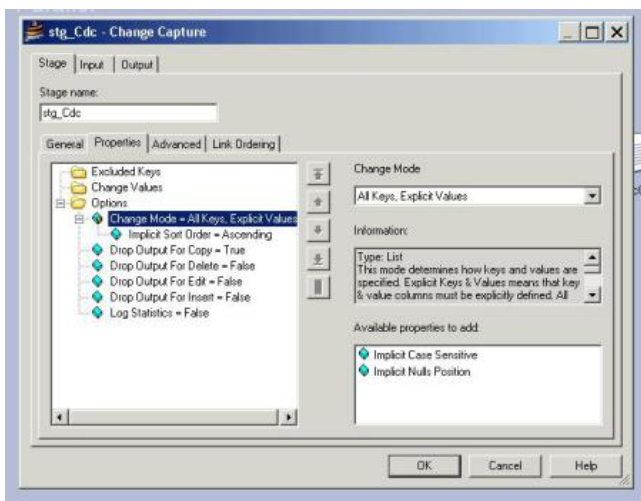 stg_Cdc - Change Capture
Stage Input Output
Stage name:
stg_Cdc
General Properties Advanced Link Ordering
Excluded Keys
Change Values
Options
Change Mode = All Keys, Explicit Values
Implicit Sort Order = Ascending
Drop Output For Copy = True
Drop Output For Delete = False
Drop Output For Edit = False
Drop Output For Insert = False
Log Statistics = False
Change Mode
All Keys, Explicit Values
Information:
Type: List
This mode determines how keys and values are
specified. Explicit Keys & Values means that key
& value columns must be explicitly defined. All
Available properties to add:
Implicit Case Sensitive
Implicit Nulls Position
OK Cancel Help